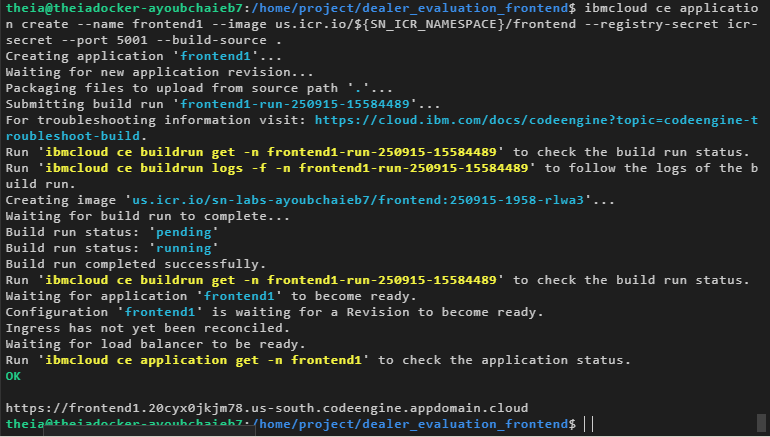 theia@theiadocker-ayoubchaieb7:/home/project/dealer_evaluation_frontend$ ibmcloud ce applicatio
n create --name frontend1 --image us.icr.io/${SN_ICR_NAMESPACE}/frontend --registry-secret icr-
secret --port 5001 --build-source .
Creating application 'frontend1'...
Waiting for new application revision...
Packaging files to upload from source path '.'...
Submitting build run 'frontend1-run-250915-15584489'...
For troubleshooting information visit: https://cloud.ibm.com/docs/codeengine?topic=codeengine-t
roubleshoot-build.
Run 'ibmcloud ce buildrun get -n frontend1-run-250915-15584489' to check the build run status.
Run 'ibmcloud ce buildrun logs -f -n frontend1-run-250915-15584489' to follow the logs of the b
uild run.
Creating image 'us.icr.io/sn-labs-ayoubchaieb7/frontend:250915-1958-rlwa3'...
Waiting for build run to complete...
Build run status: 'pending'
Build run status: 'running'
Build run completed successfully.
Run 'ibmcloud ce buildrun get -n frontend1-run-250915-15584489' to check the build run status.
Waiting for application 'frontend1' to become ready.
Configuration 'frontend1' is waiting for a Revision to become ready.
Ingress has not yet been reconciled.
Waiting for load balancer to be ready.
Run 'ibmcloud ce application get -n frontend1' to check the application status.
OK
https://frontend1.20cyx0jkjm78.us-south.codeengine.appdomain.cloud
theia@theiadocker-ayoubchaieb7:/home/project/dealer_evaluation_frontend$